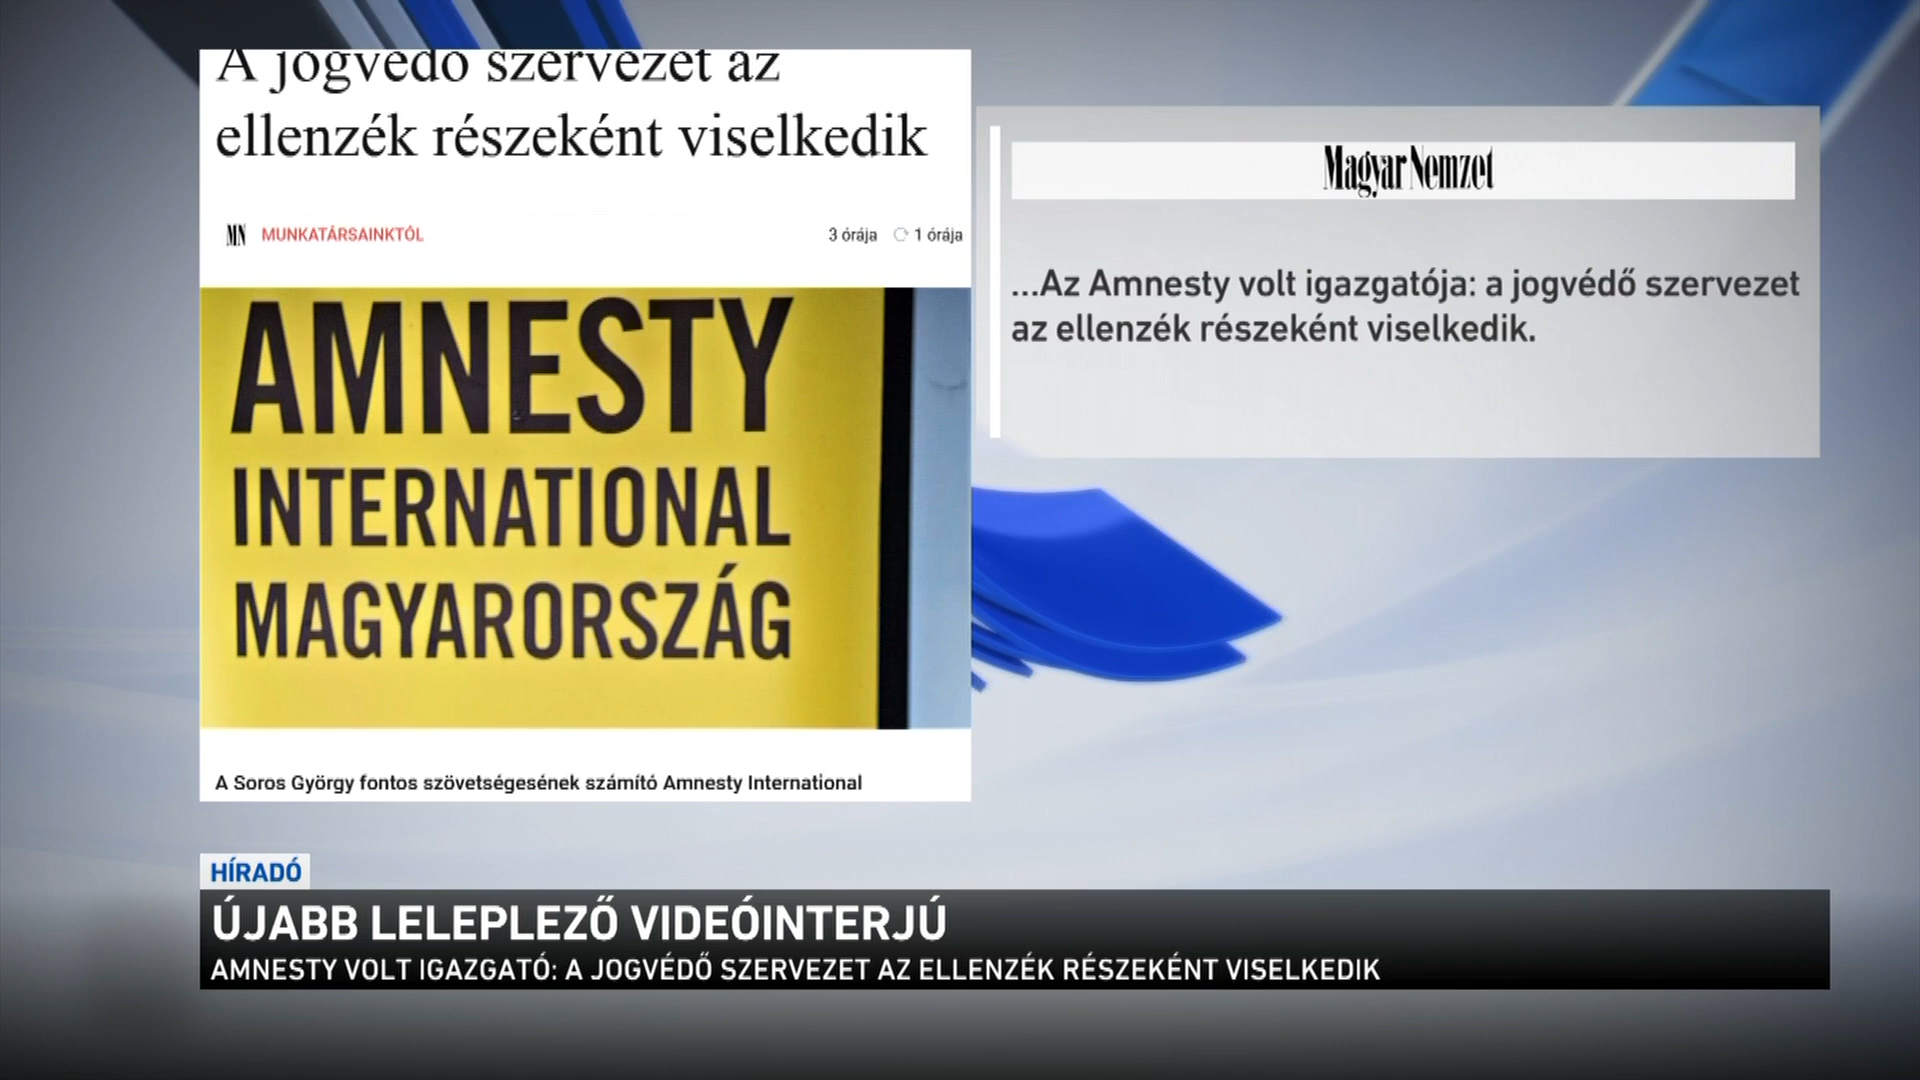 A jogvédő szervezet az
ellenzék részeként viselkedik
MN MUNKATÁRSAINKTÓL 3 órája 1 órája
AMNESTY
INTERNATIONAL
MAGYARORSZÁG
A Soros György fontos szövetségesének számító Amnesty International
Magyar Nemzet
...Az Amnesty volt igazgatója: a jogvédő szervezet
az ellenzék részeként viselkedik.
HÍRADÓ
ÚJABB LELEPLEZŐ VIDEÓINTERJÚ
AMNESTY VOLT IGAZGATÓ: A JOGVÉDŐ SZERVEZET AZ ELLENZÉK RÉSZEKÉNT VISELKEDIK